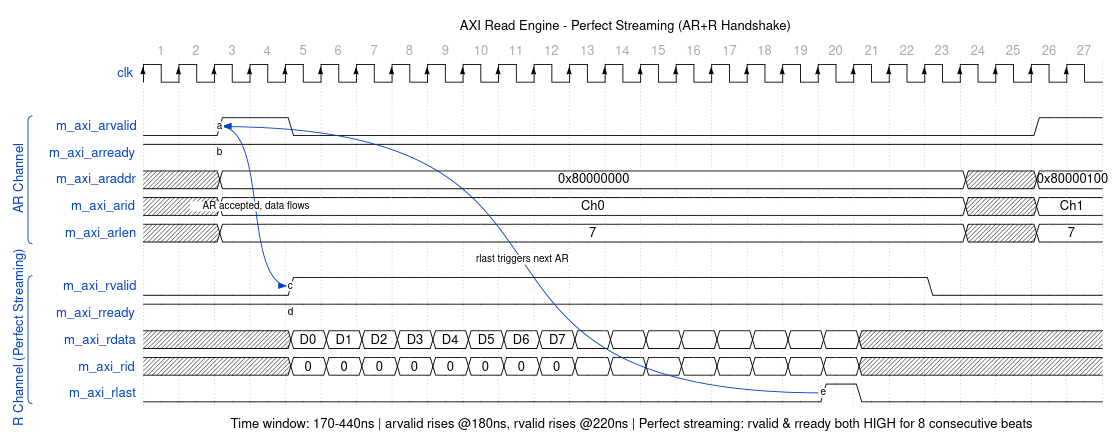 AXI Read Engine - Perfect Streaming (AR+R Handshake)
1 2 3 4 5 6 7 8 9 10 11 12 13 14 15 16 17 18 19 20 21 22 23 24 25 26 27
clk
AR Channel
m_axi_arvalid a
m_axi_arready b
m_axi_araddr 0x80000000 0x80000100
m_axi_arid AR accepted, data flows Ch0 Ch1
m_axi_arlen 7 7
rlast triggers next AR
R Channel (Perfect Streaming)
m_axi_rvalid c
m_axi_rready d
m_axi_rdata D0 D1 D2 D3 D4 D5 D6 D7
m_axi_rid 0 0 0 0 0 0 0 0
m_axi_rlast e
Time window: 170-440ns | arvalid rises @180ns, rvalid rises @220ns | Perfect streaming: rvalid & rready both HIGH for 8 consecutive beats